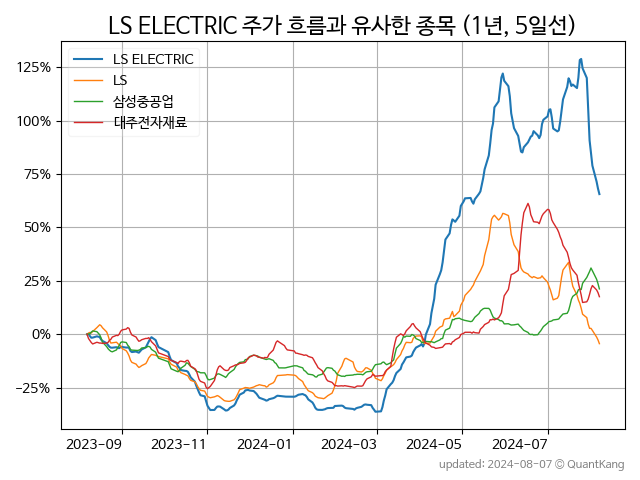 LS ELECTRIC 주가 흐름과 유사한 종목 (1년, 5일선)
LS ELECTRIC
LS
삼성중공업
대주전자재료
125%
100%
75%
50%
25%
0%
−25%
2023-09 2023-11 2024-01 2024-03 2024-05 2024-07
updated: 2024-08-07 © QuantKang